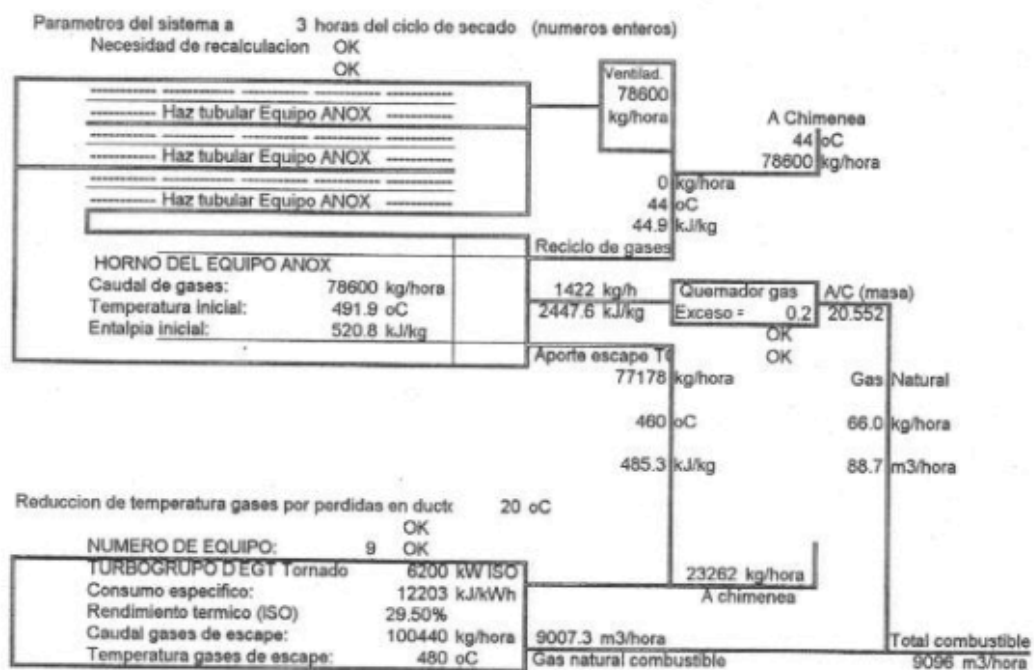 Parametros del sistema a 3 horas del ciclo de secado (numeros enteros)
Necesidad de recalculacion OK
OK
Ventilad.
78600
kg/hora
Haz tubular Equipo ANOX
Haz tubular Equipo ANOX
Haz tubular Equipo ANOX
A Chimenea
44 oC
78600 kg/hora
0 kg/hora
44 oC
44.9 kJ/kg
Reciclo de gases
HORNO DEL EQUIPO ANOX
Caudal de gases: 78600 kg/hora
Temperatura inicial: 491.9 oC
Entalpia inicial: 520.8 kJ/kg
1422 kg/h
2447.6 kJ/kg
Quemador gas
Exceso = 0.2
A/C (masa)
20.552
OK
OK
Aporte escape TG
77178 kg/hora
460 oC
485.3 kJ/kg
Gas Natural
66.0 kg/hora
88.7 m3/hora
Reduccion de temperatura gases por perdidas en ductc 20 oC
OK
NUMERO DE EQUIPO: 9 OK
TURBOGRUPO D'EGT Tornado 6200 kW ISO
Consumo especifico: 12203 kJ/kWh
Rendimiento termico (ISO) 29.50%
Caudal gases de escape: 100440 kg/hora
Temperatura gases de escape: 480 oC
23262 kg/hora
A chimenea
9007.3 m3/hora
Gas natural combustible
Total combustible
9096 m3/hora